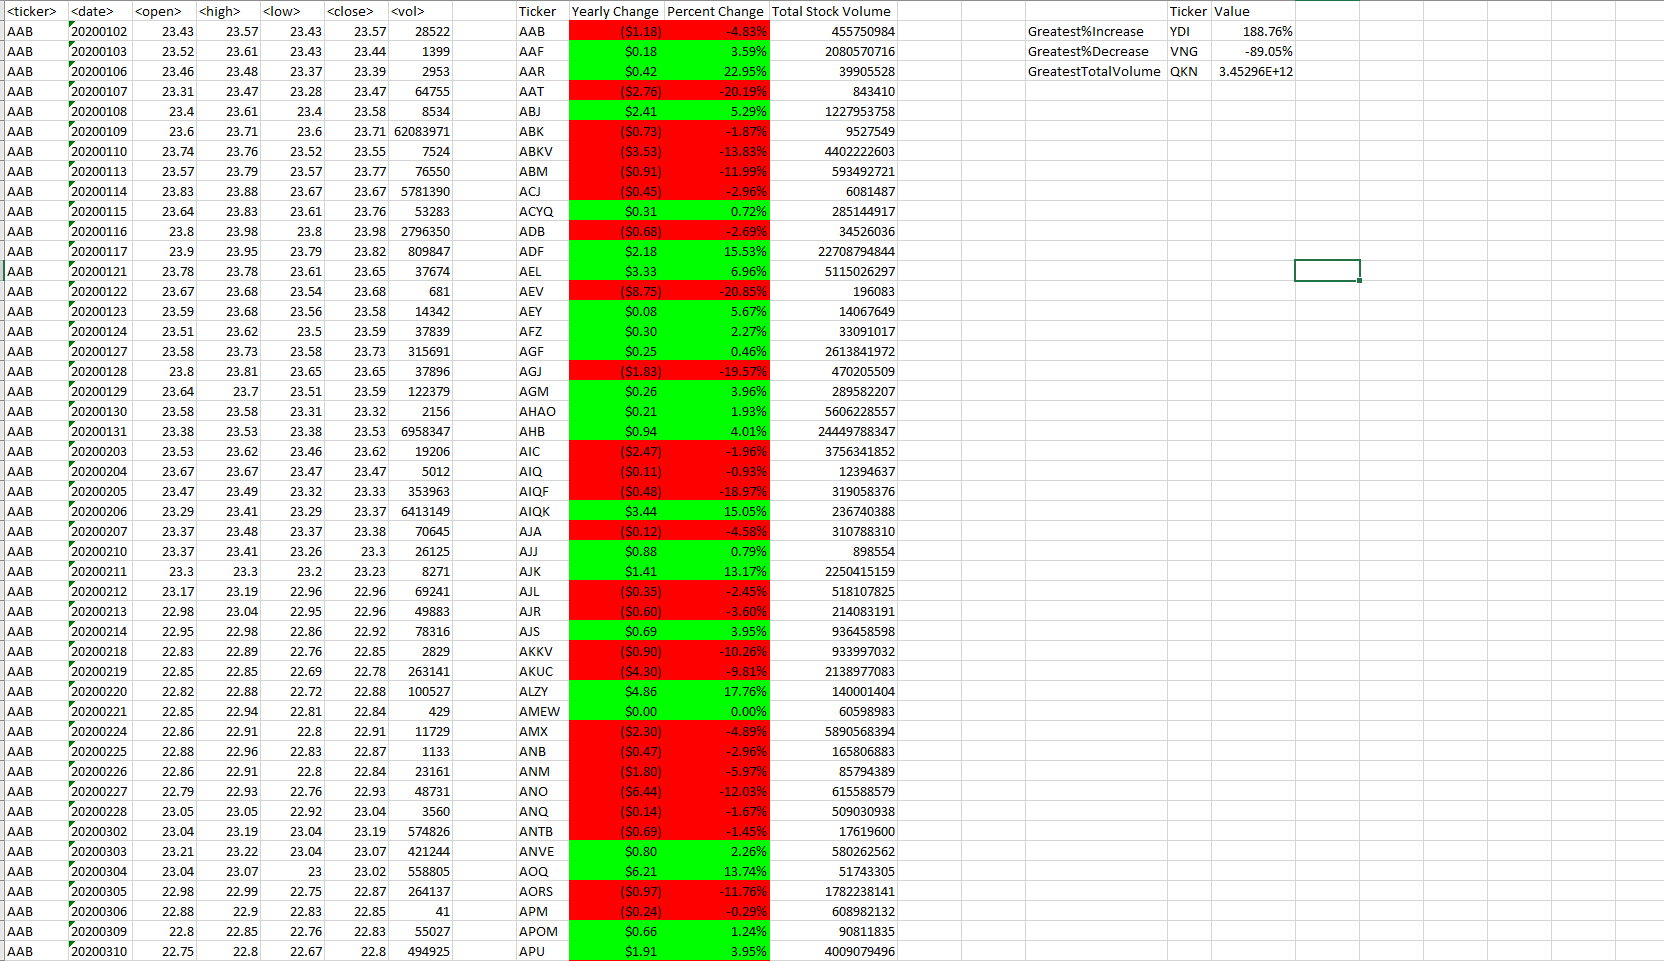 <ticker> <date> <open> <high> <low> <close> <vol> Ticker Yearly Change Percent Change Total Stock Volume Ticker Value
AAB 20200102 23.43 23.57 23.43 23.57 28522 AAB ($1.18) -4.83% 455750984 Greatest%Increase YDI 188.76%
AAB 20200103 23.52 23.61 23.43 23.44 1399 AAF $0.18 3.59% 2080570716 Greatest%Decrease VNG -89.05%
AAB 20200106 23.46 23.48 23.37 23.39 2953 AAR $0.42 22.95% 39905528 GreatestTotalVolume QKN 3.45296E+12
AAB 20200107 23.31 23.47 23.28 23.47 64755 AAT ($2.76) -20.19% 843410
AAB 20200108 23.4 23.61 23.4 23.58 8534 ABJ $2.41 5.29% 1227953758
AAB 20200109 23.6 23.71 23.6 23.71 62083971 ABK ($0.73) -1.87% 9527549
AAB 20200110 23.74 23.76 23.52 23.55 7524 ABKV ($3.53) -13.83% 4402222603
AAB 20200113 23.57 23.79 23.57 23.77 76550 ABM ($0.91) -11.99% 593492721
AAB 20200114 23.83 23.88 23.67 23.67 5781390 ACJ ($0.45) -2.96% 6081487
AAB 20200115 23.64 23.83 23.61 23.76 53283 ACYQ $0.31 0.72% 285144917
AAB 20200116 23.8 23.98 23.8 23.98 2796350 ADB ($0.68) -2.69% 34526036
AAB 20200117 23.9 23.95 23.79 23.82 809847 ADF $2.18 15.53% 22708794844
AAB 20200121 23.78 23.78 23.61 23.65 37674 AEL $3.33 6.96% 5115026297
AAB 20200122 23.67 23.68 23.54 23.68 681 AEV ($8.75) -20.85% 196083
AAB 20200123 23.59 23.68 23.56 23.58 14342 AEY $0.08 5.67% 14067649
AAB 20200124 23.51 23.62 23.5 23.59 37839 AFZ $0.30 2.27% 33091017
AAB 20200127 23.58 23.73 23.58 23.73 315691 AGF $0.25 0.46% 2613841972
AAB 20200128 23.8 23.81 23.65 23.65 37896 AGJ ($1.83) -19.57% 470205509
AAB 20200129 23.64 23.7 23.51 23.59 122379 AGM $0.26 3.96% 289582207
AAB 20200130 23.58 23.58 23.31 23.32 2156 AHAO $0.21 1.93% 5606228557
AAB 20200131 23.38 23.53 23.38 23.53 6958347 AHB $0.94 4.01% 24449788347
AAB 20200203 23.53 23.62 23.46 23.62 19206 AIC ($2.47) -1.96% 3756341852
AAB 20200204 23.67 23.67 23.47 23.47 5012 AIQ ($0.11) -0.93% 12394637
AAB 20200205 23.47 23.49 23.32 23.33 353963 AIQF ($0.48) -18.97% 319058376
AAB 20200206 23.29 23.41 23.29 23.37 6413149 AIQK $3.44 15.05% 236740388
AAB 20200207 23.37 23.48 23.37 23.38 70645 AJA ($0.12) -4.58% 310788310
AAB 20200210 23.37 23.41 23.26 23.3 26125 AJJ $0.88 0.79% 898554
AAB 20200211 23.3 23.3 23.2 23.23 8271 AJK $1.41 13.17% 2250415159
AAB 20200212 23.17 23.19 22.96 22.96 69241 AJL ($0.35) -2.45% 518107825
AAB 20200213 22.98 23.04 22.95 22.96 49883 AJR ($0.60) -3.60% 214083191
AAB 20200214 22.95 22.98 22.86 22.92 78316 AJS $0.69 3.95% 936458598
AAB 20200218 22.83 22.89 22.76 22.85 2829 AKKV ($0.90) -10.26% 933997032
AAB 20200219 22.85 22.85 22.69 22.78 263141 AKUC ($4.30) -9.81% 2138977083
AAB 20200220 22.82 22.88 22.72 22.88 100527 ALZY $4.86 17.76% 140001404
AAB 20200221 22.85 22.94 22.81 22.84 429 AMEW $0.00 0.00% 60598983
AAB 20200224 22.86 22.91 22.8 22.91 11729 AMX ($2.30) -4.89% 5890568394
AAB 20200225 22.88 22.96 22.83 22.87 1133 ANB ($0.47) -2.96% 165806883
AAB 20200226 22.86 22.91 22.8 22.84 23161 ANM ($1.80) -5.97% 85794389
AAB 20200227 22.79 22.93 22.76 22.93 48731 ANO ($6.44) -12.03% 615588579
AAB 20200228 23.05 23.05 22.92 23.04 3560 ANQ ($0.14) -1.67% 509030938
AAB 20200302 23.04 23.19 23.04 23.19 574826 ANTB ($0.69) -1.45% 17619600
AAB 20200303 23.21 23.22 23.04 23.07 421244 ANVE $0.80 2.26% 580262562
AAB 20200304 23.04 23.07 23 23.02 558805 AOQ $6.21 13.74% 51743305
AAB 20200305 22.98 22.99 22.75 22.87 264137 AORS ($0.97) -11.76% 1782238141
AAB 20200306 22.88 22.9 22.83 22.85 41 APM ($0.24) -0.29% 608982132
AAB 20200309 22.8 22.85 22.76 22.83 55027 APOM $0.66 1.24% 90811835
AAB 20200310 22.75 22.8 22.67 22.8 494925 APU $1.91 3.95% 4009079496